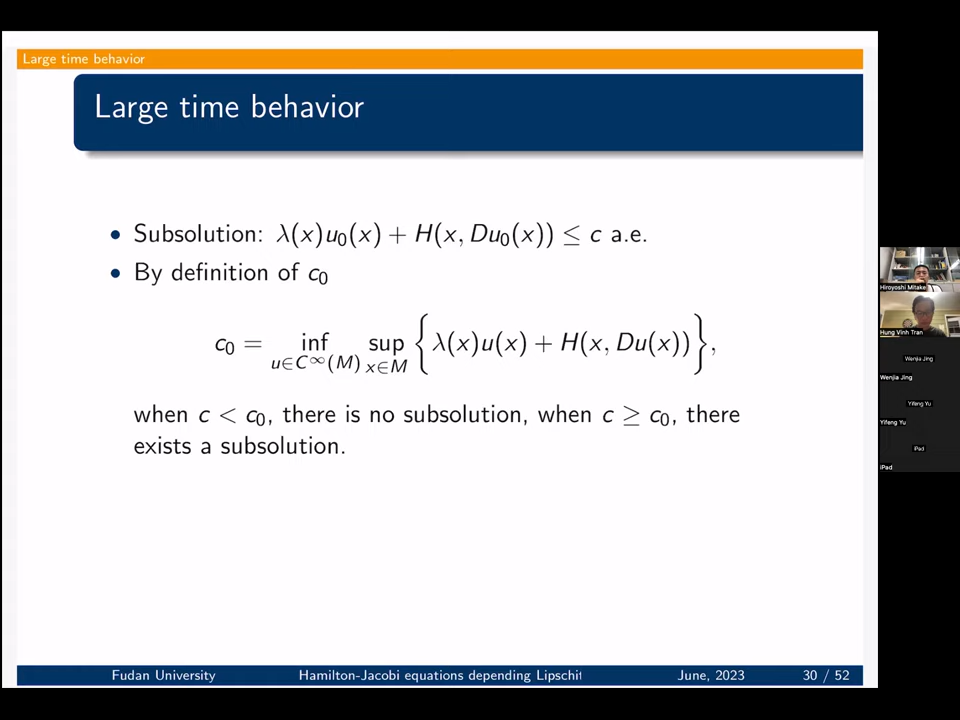 Large time behavior
Large time behavior
• Subsolution: λ(x)u₀(x) + H(x, Du₀(x)) ≤ c a.e.
• By definition of c₀
c₀ = inf_{u∈C^∞(M)} sup_{x∈M} {λ(x)u(x) + H(x, Du(x))},
when c < c₀, there is no subsolution, when c ≥ c₀, there
exists a subsolution.
Fudan University Hamilton-Jacobi equations depending Lipschit June, 2023 30 / 52
Hiroyoshi Mitake
Hung Vinh Tran
Wenjia Jing
Wenjia Jing
Yifeng Yu
Yifeng Yu
iPad
iPad